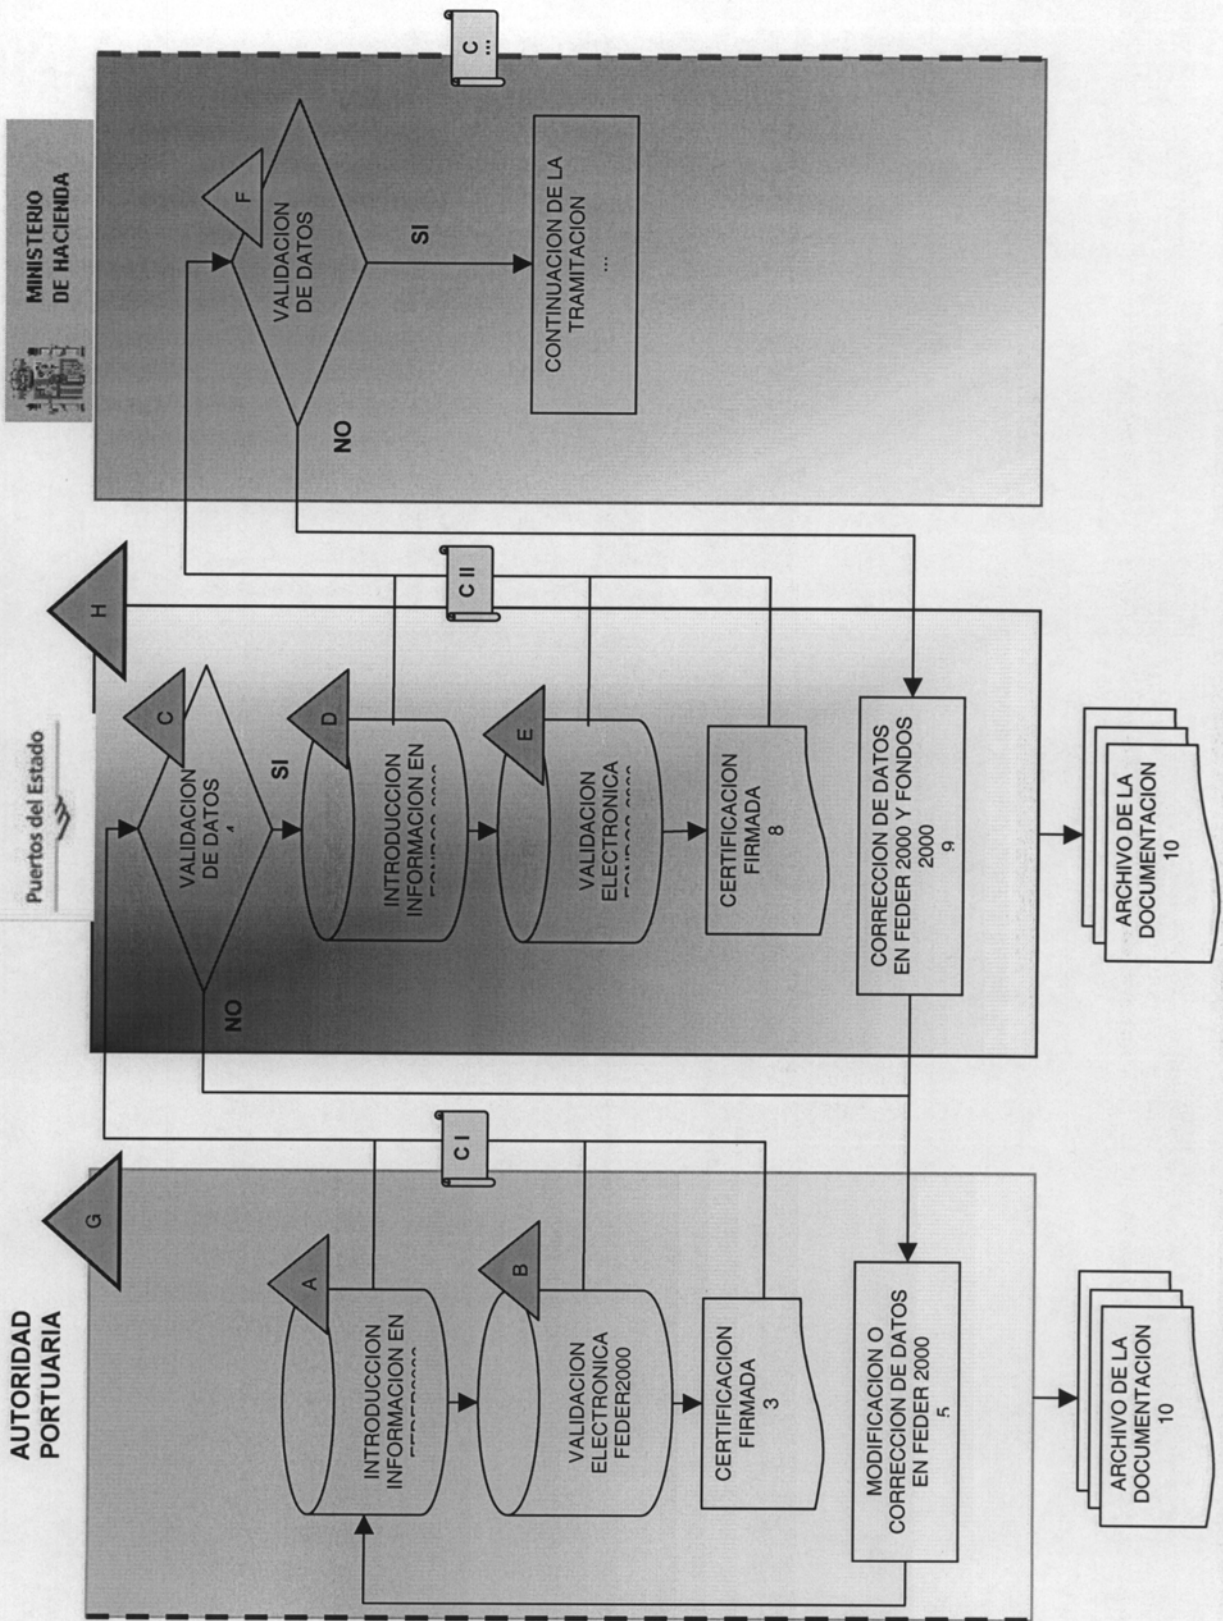 AUTORIDAD
PORTUARIA
G
A
INTRODUCCION
INFORMACION EN
B
VALIDACION
ELECTRONICA
FEDER2000
CERTIFICACION
FIRMADA
3
MODIFICACION O
CORRECCION DE DATOS
EN FEDER 2000
5
ARCHIVO DE LA
DOCUMENTACION
10
C I
Puertos del Estado
H
C
VALIDACION
DE DATOS
NO
SI
D
INTRODUCCION
INFORMACION EN
E
VALIDACION
ELECTRONICA
CERTIFICACION
FIRMADA
8
CORRECCION DE DATOS
EN FEDER 2000 Y FONDOS
2000
9
ARCHIVO DE LA
DOCUMENTACION
10
C II
MINISTERIO
DE HACIENDA
F
VALIDACION
DE DATOS
NO
SI
CONTINUACION DE LA
TRAMITACION
...
C
...